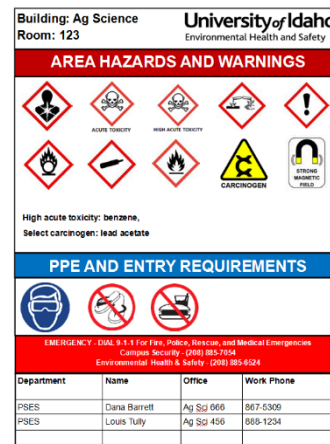 Building: Ag Science
Room: 123
University of Idaho
Environmental Health and Safety
AREA HAZARDS AND WARNINGS
ACUTE TOXICITY
HIGH ACUTE TOXICITY
CARCINOGEN
STRONG
MAGNETIC
FIELD
High acute toxicity: benzene,
Select carcinogen: lead acetate
PPE AND ENTRY REQUIREMENTS
EMERGENCY - DIAL 9-1-1 For Fire, Police, Rescue, and Medical Emergencies
Campus Security - (208) 885-7054
Environmental Health & Safety - (208) 885-6524
Department Name Office Work Phone
PSES Dana Barrett Ag Sci 666 867-5309
PSES Louis Tully Ag Sci 456 888-1234